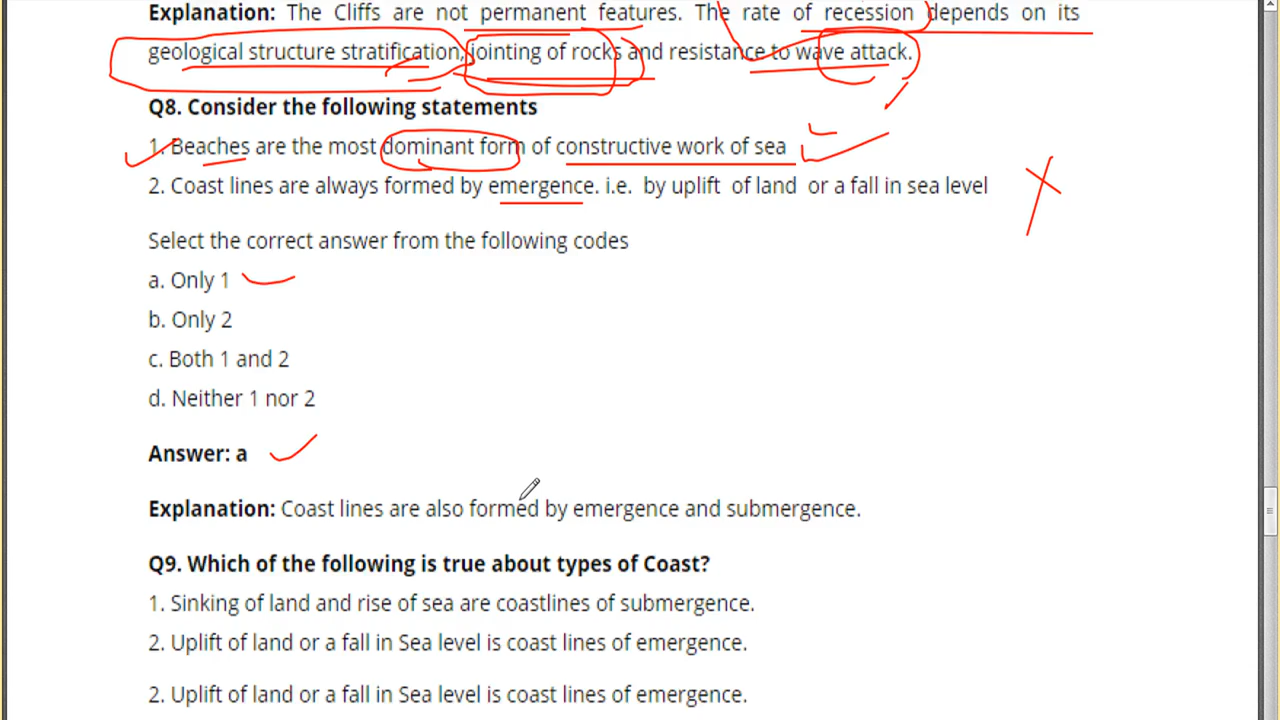 Explanation: The Cliffs are not permanent features. The rate of recession depends on its
geological structure stratification, jointing of rocks and resistance to wave attack.
Q8. Consider the following statements
1. Beaches are the most dominant form of constructive work of sea
2. Coast lines are always formed by emergence. i.e. by uplift of land or a fall in sea level
Select the correct answer from the following codes
a. Only 1
b. Only 2
c. Both 1 and 2
d. Neither 1 nor 2
Answer: a
Explanation: Coast lines are also formed by emergence and submergence.
Q9. Which of the following is true about types of Coast?
1. Sinking of land and rise of sea are coastlines of submergence.
2. Uplift of land or a fall in Sea level is coast lines of emergence.
2. Uplift of land or a fall in Sea level is coast lines of emergence.